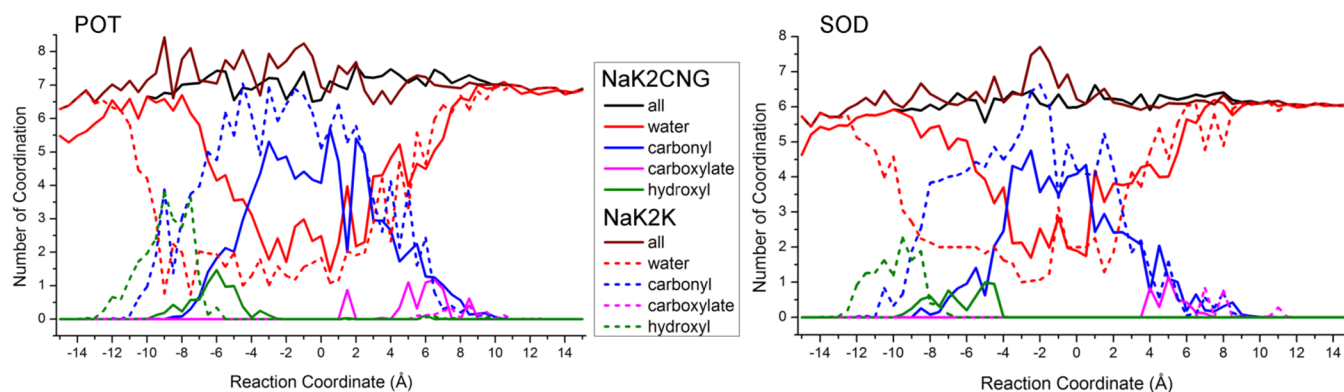 POT
8
7
6
5
4
3
2
1
0
Number of Coordination
-14 -12 -10 -8 -6 -4 -2 0 2 4 6 8 10 12 14
Reaction Coordinate (Å)
NaK2CNG
all
water
carbonyl
carboxylate
hydroxyl
NaK2K
all
water
carbonyl
carboxylate
hydroxyl
SOD
8
7
6
5
4
3
2
1
0
Number of Coordination
-14 -12 -10 -8 -6 -4 -2 0 2 4 6 8 10 12 14
Reaction Coordinate (Å)